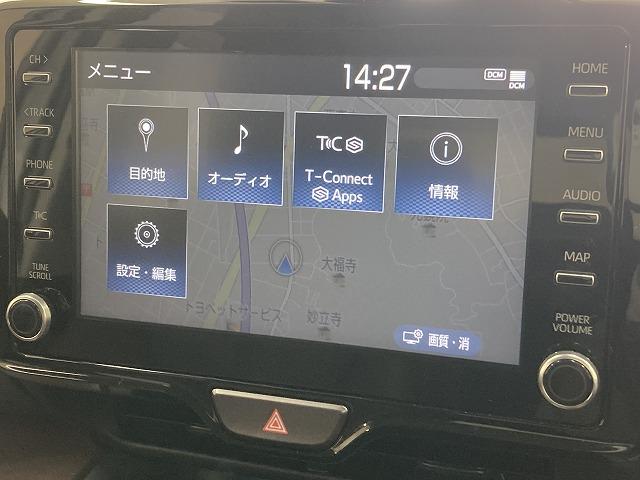 CH >
< TRACK
PHONE
TC
TUNE
SCROLL
メニュー
14:27
DCM
DCM
目的地
オーディオ
TC
T-Connect
Apps
i
情報
設定・編集
大福寺
トヨペットサービス
妙立寺
画質・消
HOME
MENU
AUDIO
MAP
POWER
VOLUME